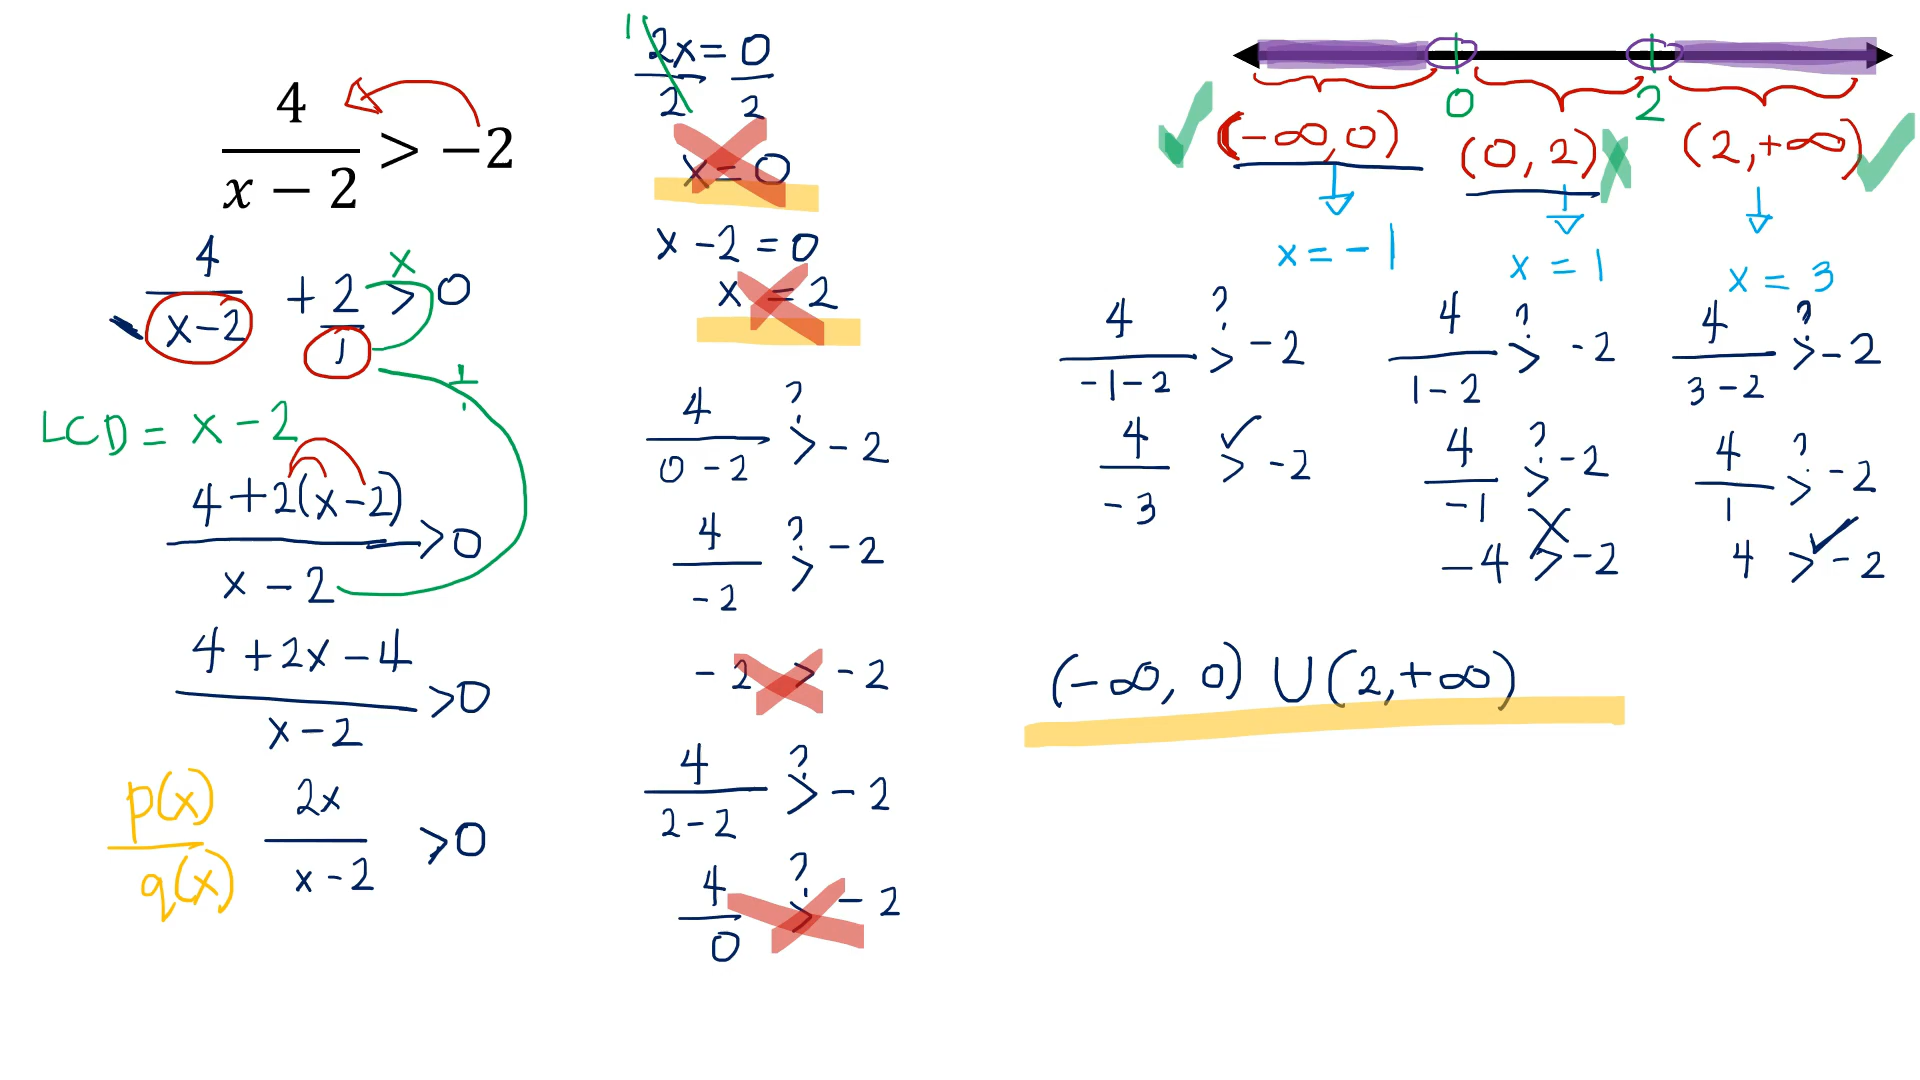 4/(x − 2) > −2
4/(x-2) + 2/1 > 0
×
÷
LCD = x - 2
(4 + 2(x-2))/(x - 2) > 0
(4 + 2x - 4)/(x - 2) > 0
p(x)/q(x) 2x/(x - 2) > 0
1
2x/2 = 0/2
x = 0
x - 2 = 0
x = 2
4/(0 - 2) >? - 2
4/-2 >? - 2
- 2 > - 2
4/(2 - 2) >? - 2
4/0 >? - 2
0 2
(-∞, 0) (0, 2) (2, +∞)
x = -1 x = 1 x = 3
4/(-1-2) >? -2
4/-3 > -2
4/(1-2) >? -2
4/-1 >? -2
-4 > -2
4/(3-2) >? -2
4/1 >? -2
4 > -2
(-∞, 0) ∪ (2, +∞)